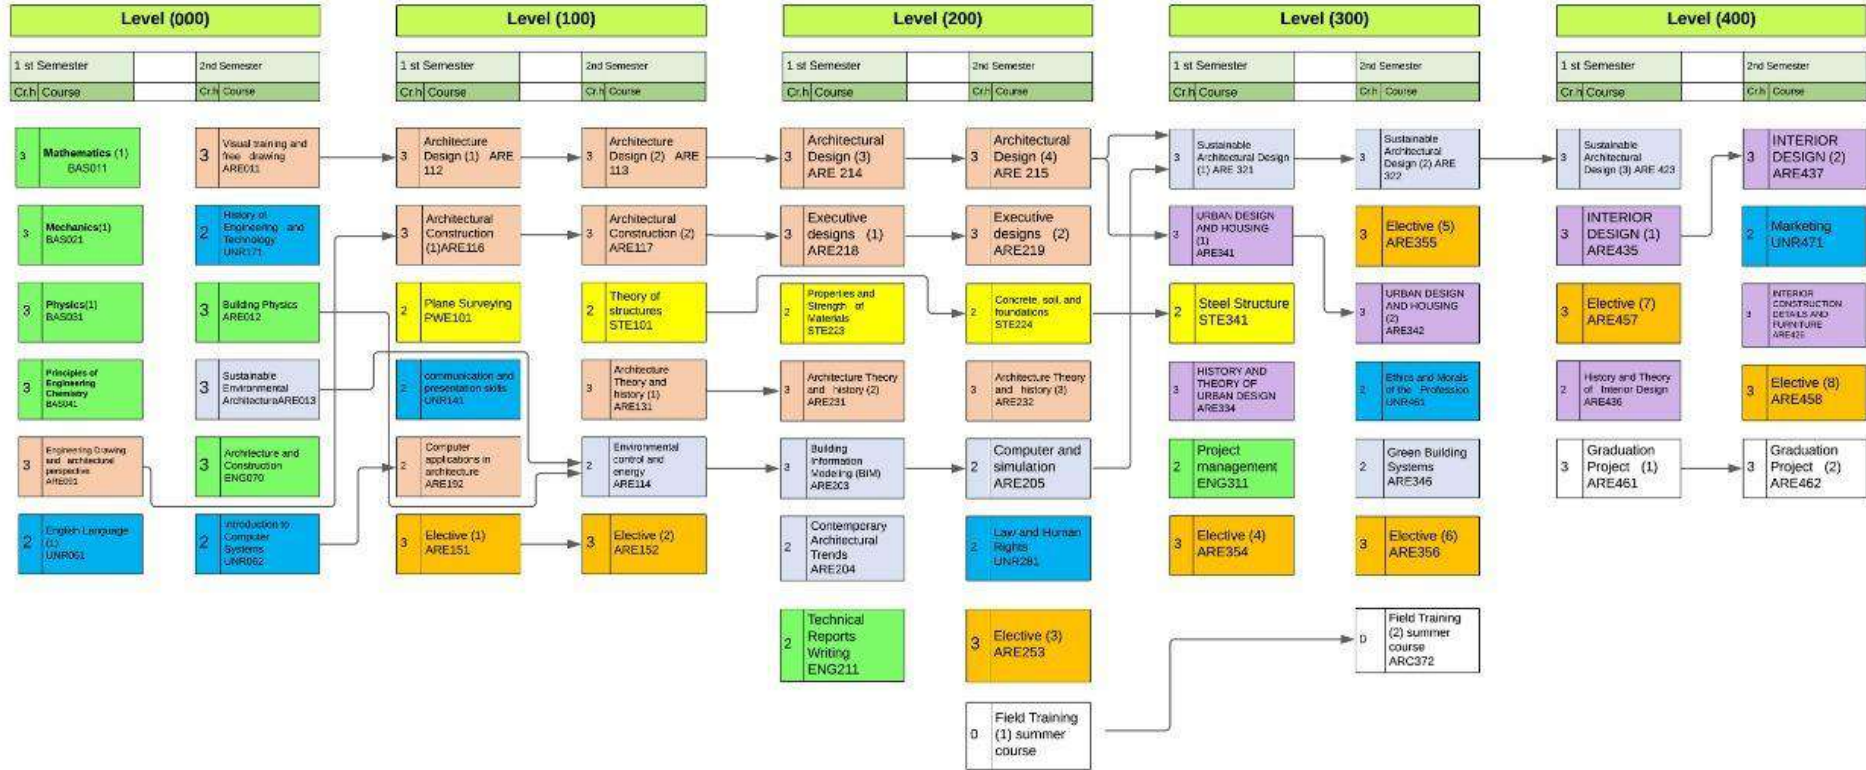 Level (000)
Level (100)
Level (200)
Level (300)
Level (400)
1 st Semester
2nd Semester
1 st Semester
2nd Semester
1 st Semester
2nd Semester
1 st Semester
2nd Semester
1 st Semester
2nd Semester
Cr.h Course
Cr.h Course
Cr.h Course
Cr.h Course
Cr.h Course
Cr.h Course
Cr.h Course
Cr.h Course
Cr.h Course
Cr.h Course
3
Mathematics (1)
BAS011
3
Mechanics(1)
BAS021
3
Physics(1)
BAS031
3
Principles of
Engineering
Chemistry
BAS041
3
Engineering Drawing
and architectural
perspective
ARE091
2
English Language
(1)
UNR061
3
Visual training and
free drawing
ARE011
2
History of
Engineering and
Technology
UNR171
3
Building Physics
ARE012
3
Sustainable
Environmental
ArchitecturaARE013
3
Architecture and
Construction
ENG070
2
Introduction to
Computer
Systems
UNR062
3
Architecture
Design (1) ARE
112
3
Architectural
Construction
(1)ARE116
2
Plane Surveying
PWE101
2
communication and
presentation skills
UNR141
2
Computer
applications in
architecture
ARE192
3
Elective (1)
ARE151
3
Architecture
Design (2) ARE
113
3
Architectural
Construction (2)
ARE117
2
Theory of
structures
STE101
3
Architecture
Theory and
history (1)
ARE131
2
Environmental
control and
energy
ARE114
3
Elective (2)
ARE152
3
Architectural
Design (3)
ARE 214
3
Executive
designs (1)
ARE218
2
Properties and
Strength of
Materials
STE223
3
Architecture Theory
and history (2)
ARE231
3
Building
Information
Modeling (BIM)
ARE203
2
Contemporary
Architectural
Trends
ARE204
2
Technical
Reports
Writing
ENG211
3
Architectural
Design (4)
ARE 215
3
Executive
designs (2)
ARE219
2
Concrete, soil, and
foundations
STE224
3
Architecture Theory
and history (3)
ARE232
2
Computer and
simulation
ARE205
2
Law and Human
Rights
UNR281
3
Elective (3)
ARE253
0
Field Training
(1) summer
course
3
Sustainable
Architectural Design
(1) ARE 321
3
URBAN DESIGN
AND HOUSING
(1)
ARE341
2
Steel Structure
STE341
3
HISTORY AND
THEORY OF
URBAN DESIGN
ARE334
2
Project
management
ENG311
3
Elective (4)
ARE354
3
Sustainable
Architectural
Design (2) ARE
322
3
Elective (5)
ARE355
3
URBAN DESIGN
AND HOUSING
(2)
ARE342
2
Ethics and Morals
of the Profession
UNR461
2
Green Building
Systems
ARE346
3
Elective (6)
ARE356
0
Field Training
(2) summer
course
ARC372
3
Sustainable
Architectural
Design (3) ARE 423
3
INTERIOR
DESIGN (1)
ARE435
3
Elective (7)
ARE457
2
History and Theory
of Interior Design
ARE436
3
Graduation
Project (1)
ARE461
3
INTERIOR
DESIGN (2)
ARE437
2
Marketing
UNR471
3
INTERIOR
CONSTRUCTION
DETAILS AND
FURNITURE
3
Elective (8)
ARE458
3
Graduation
Project (2)
ARE462